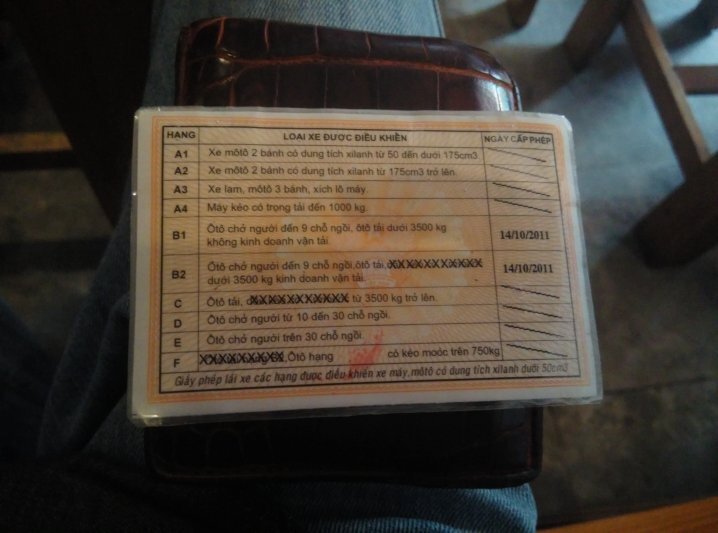 HẠNG LOẠI XE ĐƯỢC ĐIỀU KHIỂN NGÀY CẤP PHÉP
A1 Xe môtô 2 bánh có dung tích xilanh từ 50 đến dưới 175cm3
A2 Xe môtô 2 bánh có dung tích xilanh từ 175cm3 trở lên.
A3 Xe lam, môtô 3 bánh, xích lô máy.
A4 Máy kéo có trọng tải đến 1000 kg.
B1 Ôtô chở người đến 9 chỗ ngồi, ôtô tải dưới 3500 kg
không kinh doanh vận tải. 14/10/2011
B2 Ôtô chở người đến 9 chỗ ngồi,ôtô tải, XXXXXXXXXXX
dưới 3500 kg kinh doanh vận tải. 14/10/2011
C Ôtô tải, XXXXXXXXXXX từ 3500 kg trở lên.
D Ôtô chở người từ 10 đến 30 chỗ ngồi.
E Ôtô chở người trên 30 chỗ ngồi.
F XXXXXXXXX,Ôtô hạng có kéo moóc trên 750kg
Giấy phép lái xe các hạng được điều khiển xe máy,môtô có dung tích xilanh dưới 50cm3